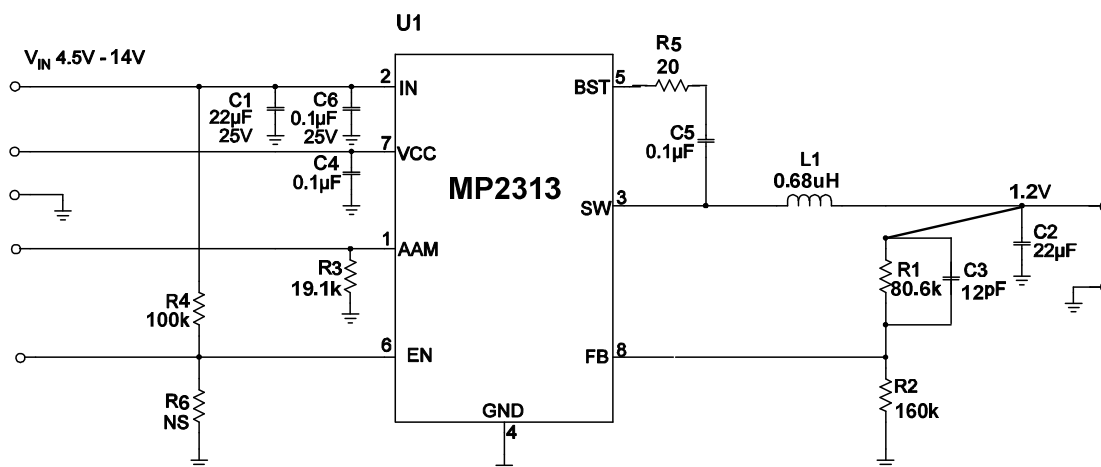 U1
V_IN 4.5V - 14V
R5
20
2
IN
BST
5
C1
22µF
25V
C6
0.1µF
25V
C5
0.1µF
7
VCC
C4
0.1µF
MP2313
L1
0.68uH
SW
3
1.2V
1
AAM
C2
22µF
R3
19.1k
R1
80.6k
C3
12pF
R4
100k
6
EN
FB
8
R6
NS
R2
160k
GND
4